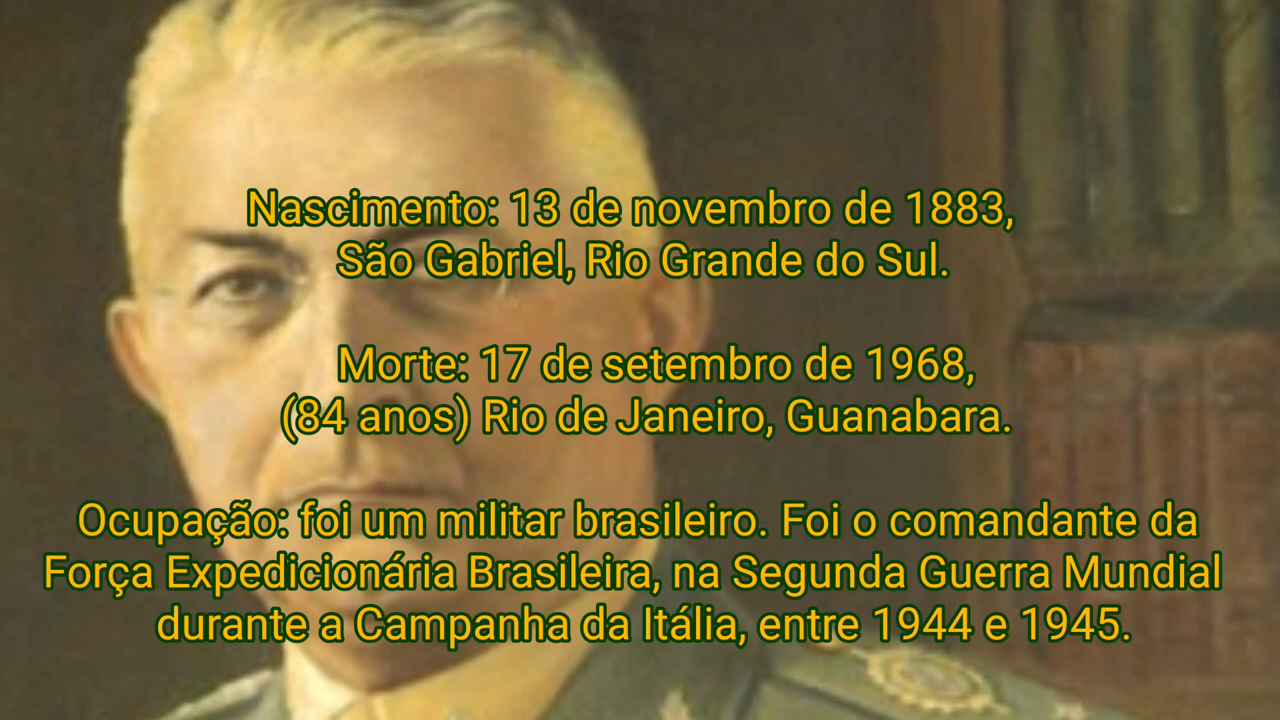 Nascimento: 13 de novembro de 1883,
São Gabriel, Rio Grande do Sul.
Morte: 17 de setembro de 1968,
(84 anos) Rio de Janeiro, Guanabara.
Ocupação: foi um militar brasileiro. Foi o comandante da
Força Expedicionária Brasileira, na Segunda Guerra Mundial
durante a Campanha da Itália, entre 1944 e 1945.